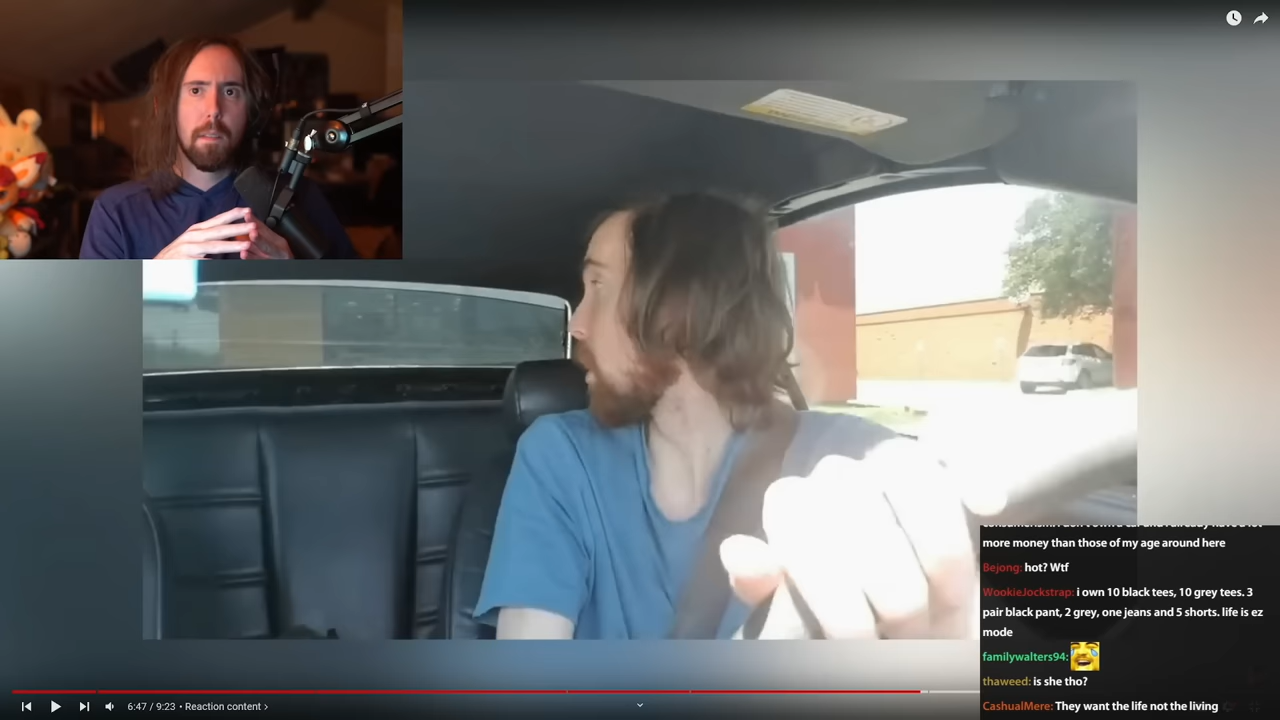 more money than those of my age around here
Bejong: hot? Wtf
WookieJockstrap: i own 10 black tees, 10 grey tees. 3
pair black pant, 2 grey, one jeans and 5 shorts. life is ez
mode
familywalters94:
thaweed: is she tho?
CashualMere: They want the life not the living
6:47 / 9:23 • Reaction content ›